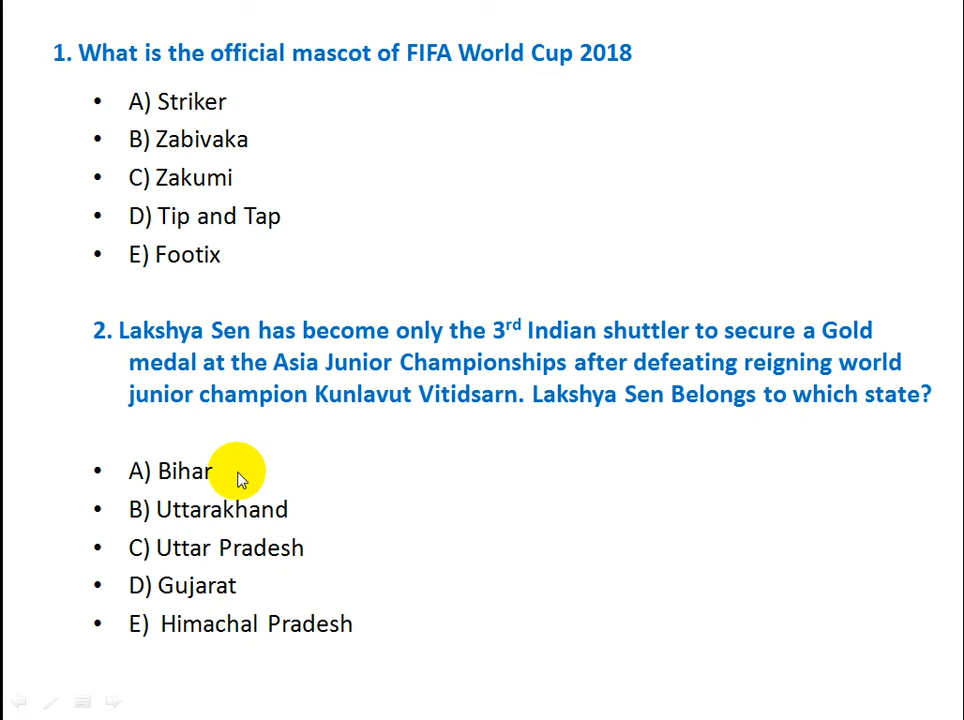 1. What is the official mascot of FIFA World Cup 2018
• A) Striker
• B) Zabivaka
• C) Zakumi
• D) Tip and Tap
• E) Footix
2. Lakshya Sen has become only the 3rd Indian shuttler to secure a Gold
medal at the Asia Junior Championships after defeating reigning world
junior champion Kunlavut Vitidsarn. Lakshya Sen Belongs to which state?
• A) Bihar
• B) Uttarakhand
• C) Uttar Pradesh
• D) Gujarat
• E) Himachal Pradesh